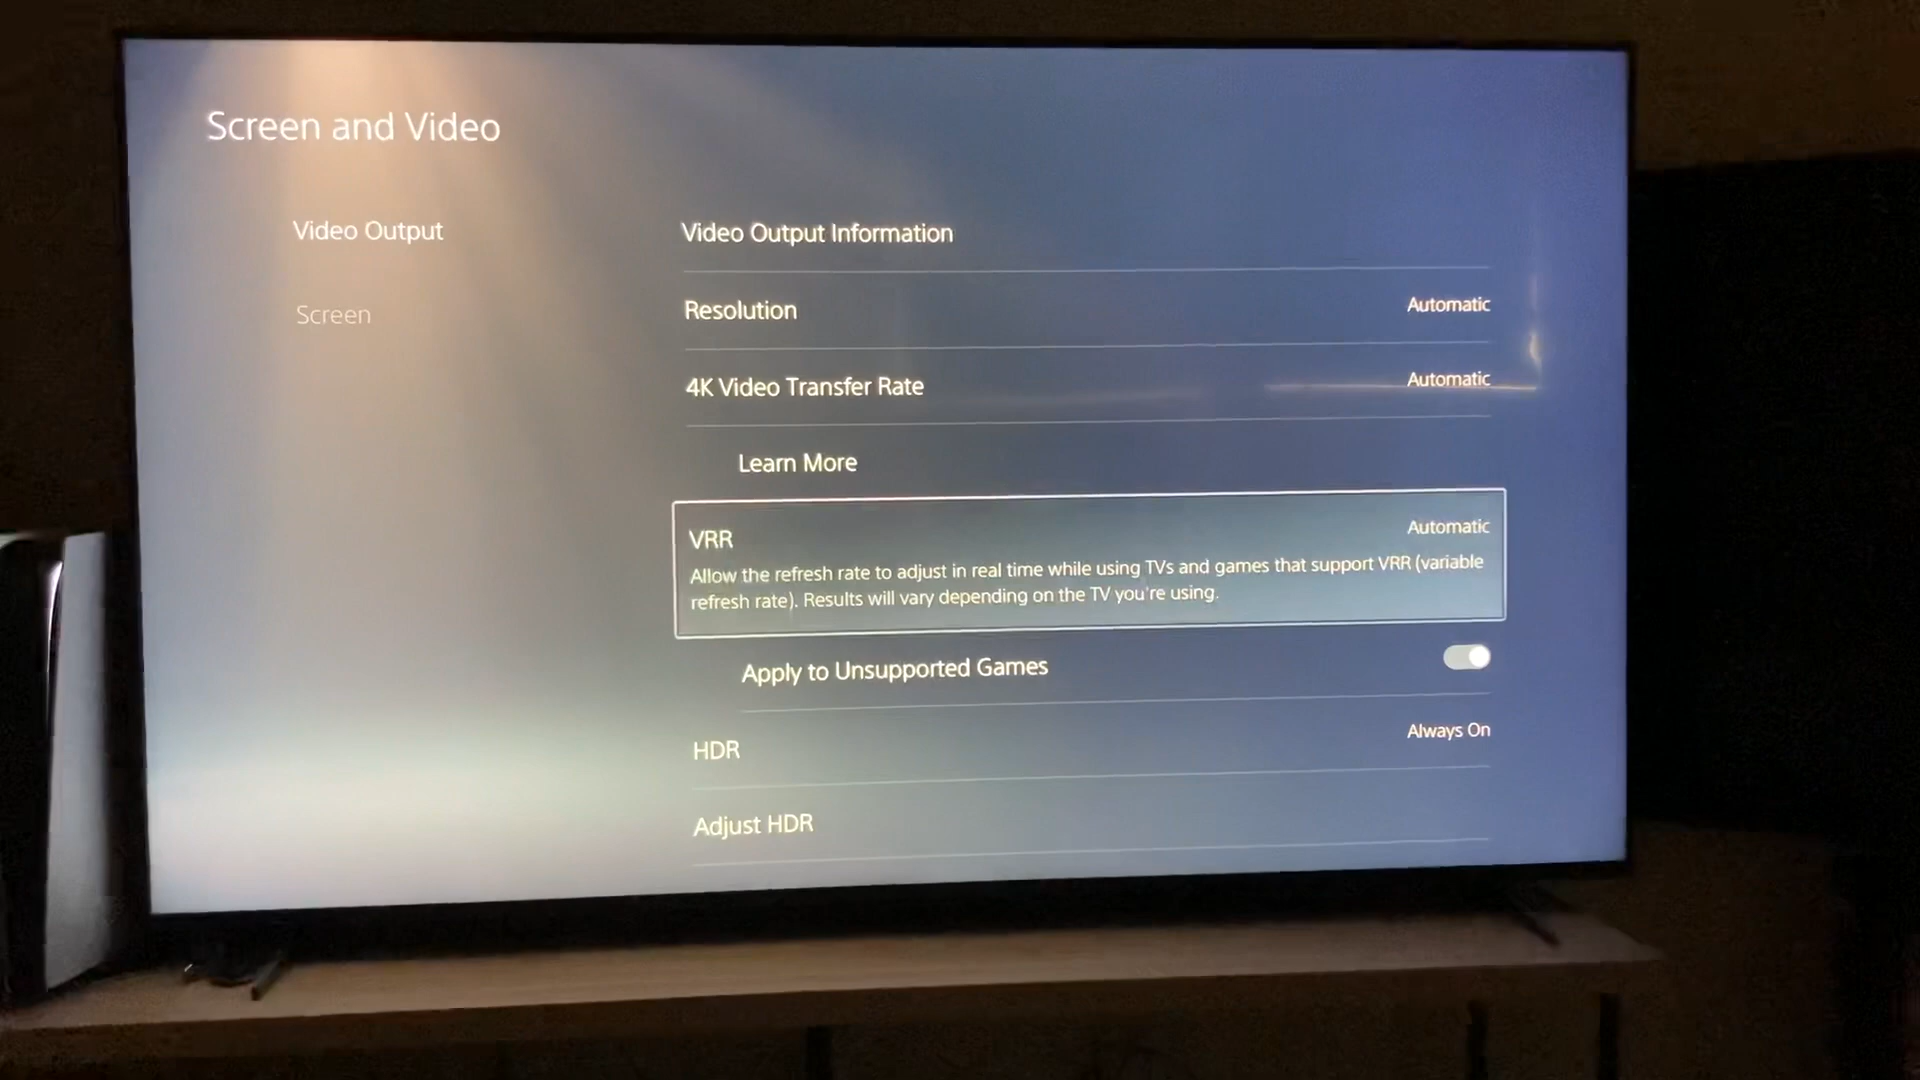 Screen and Video
Video Output
Screen
Video Output Information
Resolution
Automatic
4K Video Transfer Rate
Automatic
Learn More
VRR
Automatic
Allow the refresh rate to adjust in real time while using TVs and games that support VRR (variable
refresh rate). Results will vary depending on the TV you're using.
Apply to Unsupported Games
HDR
Always On
Adjust HDR